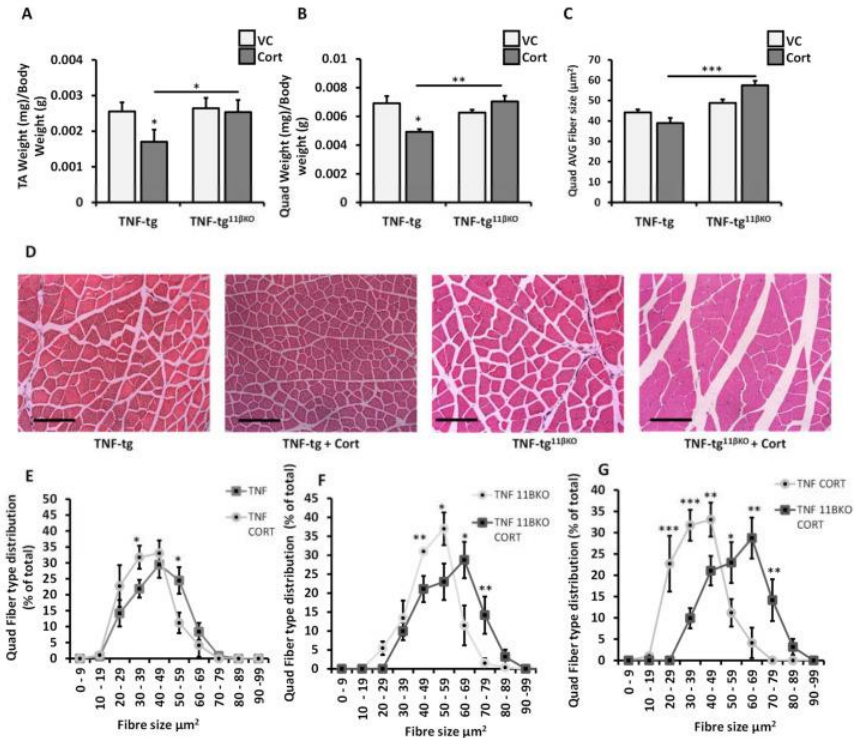 A
VC
Cort
TA Weight (mg)/Body
Weight (g)
0.004
0.003
0.002
0.001
0
*
*
TNF-tg
TNF-tg11βKO
B
VC
Cort
Quad Weight (mg)/Body
weight (g)
0.01
0.008
0.006
0.004
0.002
0
*
**
TNF-tg
TNF-tg11βKO
C
VC
Cort
Quad AVG Fiber size (μm2)
70
60
50
40
30
20
10
0
***
TNF-tg
TNF-tg11βKO
D
TNF-tg
TNF-tg + Cort
TNF-tg11βKO
TNF-tg11βKO + Cort
E
TNF
TNF
CORT
Quad Fiber type distribution
(% of total)
50
45
40
35
30
25
20
15
10
5
0
*
*
0 - 9
10 - 19
20 - 29
30 - 39
40 - 49
50 - 59
60 - 69
70 - 79
80 - 89
90 -99
Fibre size μm2
F
TNF 11BKO
TNF 11BKO
CORT
Quad Fiber type distribution (% of total)
45
40
35
30
25
20
15
10
5
0
**
*
*
**
0 - 9
10 - 19
20 - 29
30 - 39
40 - 49
50 - 59
60 - 69
70 - 79
80 - 89
90 -99
Fibre size μm2
G
TNF CORT
TNF 11BKO
CORT
Quad Fiber type distribution (% of total)
45
40
35
30
25
20
15
10
5
0
***
***
**
*
**
**
0 - 9
10 - 19
20 - 29
30 - 39
40 - 49
50 - 59
60 - 69
70 - 79
80 - 89
90 -99
Fibre size μm2